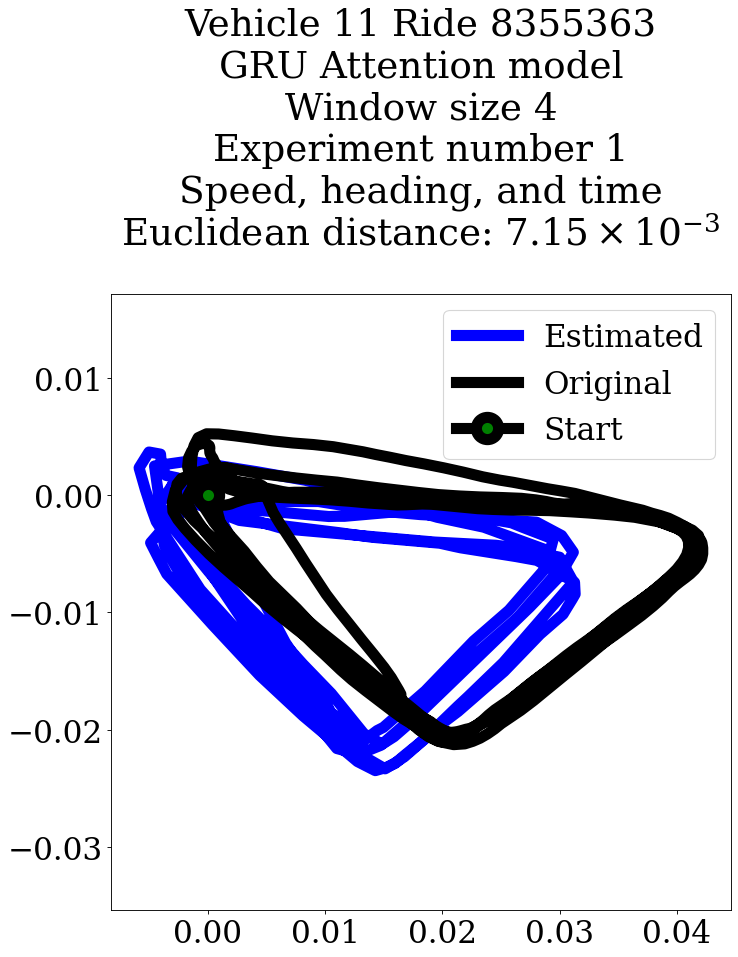 Vehicle 11 Ride 8355363
GRU Attention model
Window size 4
Experiment number 1
Speed, heading, and time
Euclidean distance: 7.15 × 10⁻³
Estimated
Original
Start
0.01
0.00
−0.01
−0.02
−0.03
0.00 0.01 0.02 0.03 0.04